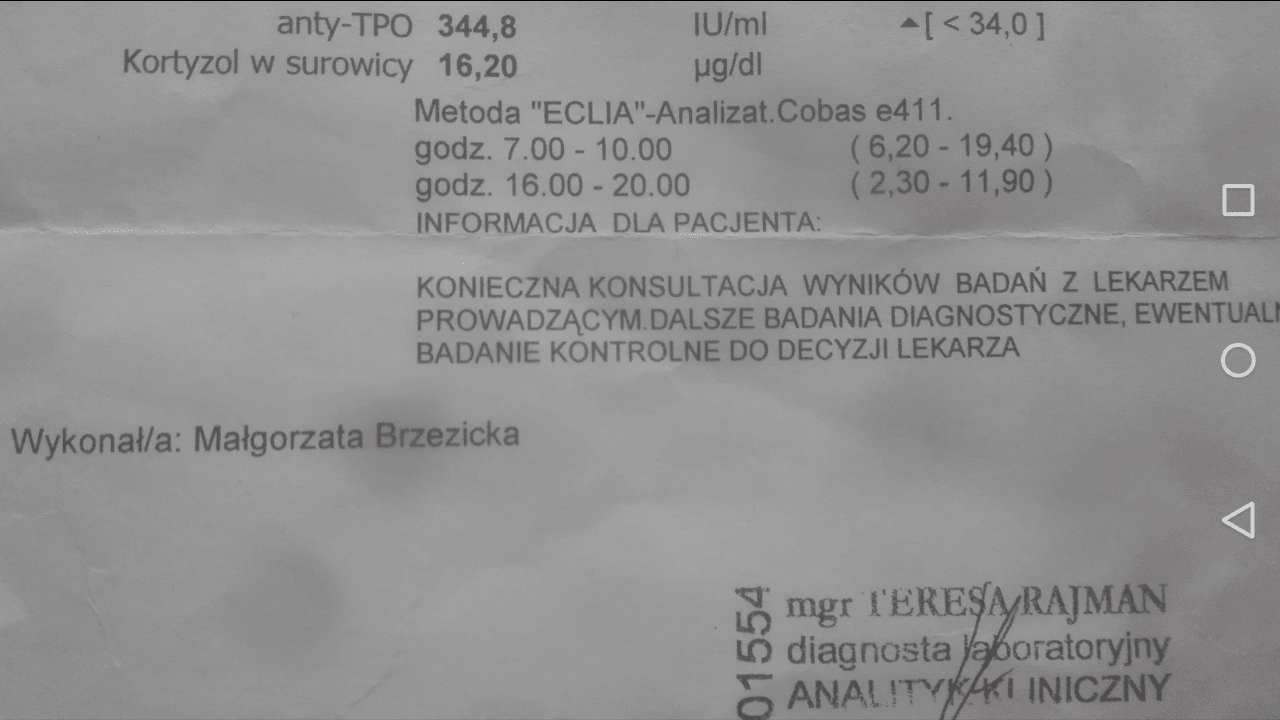 anty-TPO 344,8 IU/ml ▲[ < 34,0 ]
Kortyzol w surowicy 16,20 µg/dl
Metoda "ECLIA"-Analizat.Cobas e411.
godz. 7.00 - 10.00 ( 6,20 - 19,40 )
godz. 16.00 - 20.00 ( 2,30 - 11,90 )
INFORMACJA DLA PACJENTA:
KONIECZNA KONSULTACJA WYNIKÓW BADAŃ Z LEKARZEM
PROWADZĄCYM.DALSZE BADANIA DIAGNOSTYCZNE, EWENTUALN
BADANIE KONTROLNE DO DECYZJI LEKARZA
Wykonał/a: Małgorzata Brzezicka
01554
mgr TERESA RAJMAN
diagnosta laboratoryjny
ANALITYK KLINICZNY